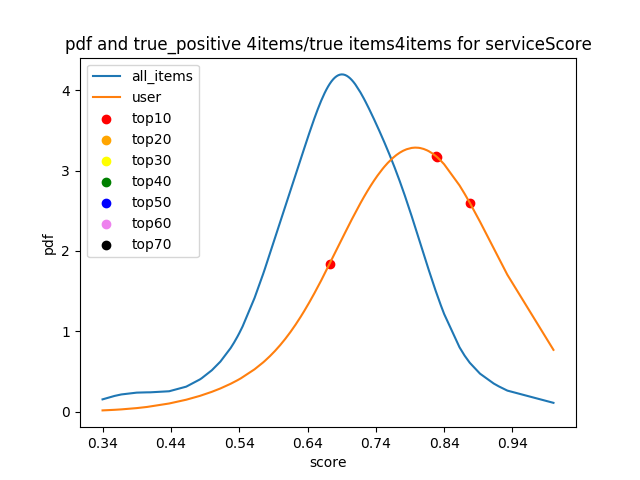 pdf and true_positive 4items/true items4items for serviceScore
all_items
user
top10
top20
top30
top40
top50
top60
top70
pdf
4
3
2
1
0
0.34 0.44 0.54 0.64 0.74 0.84 0.94
score